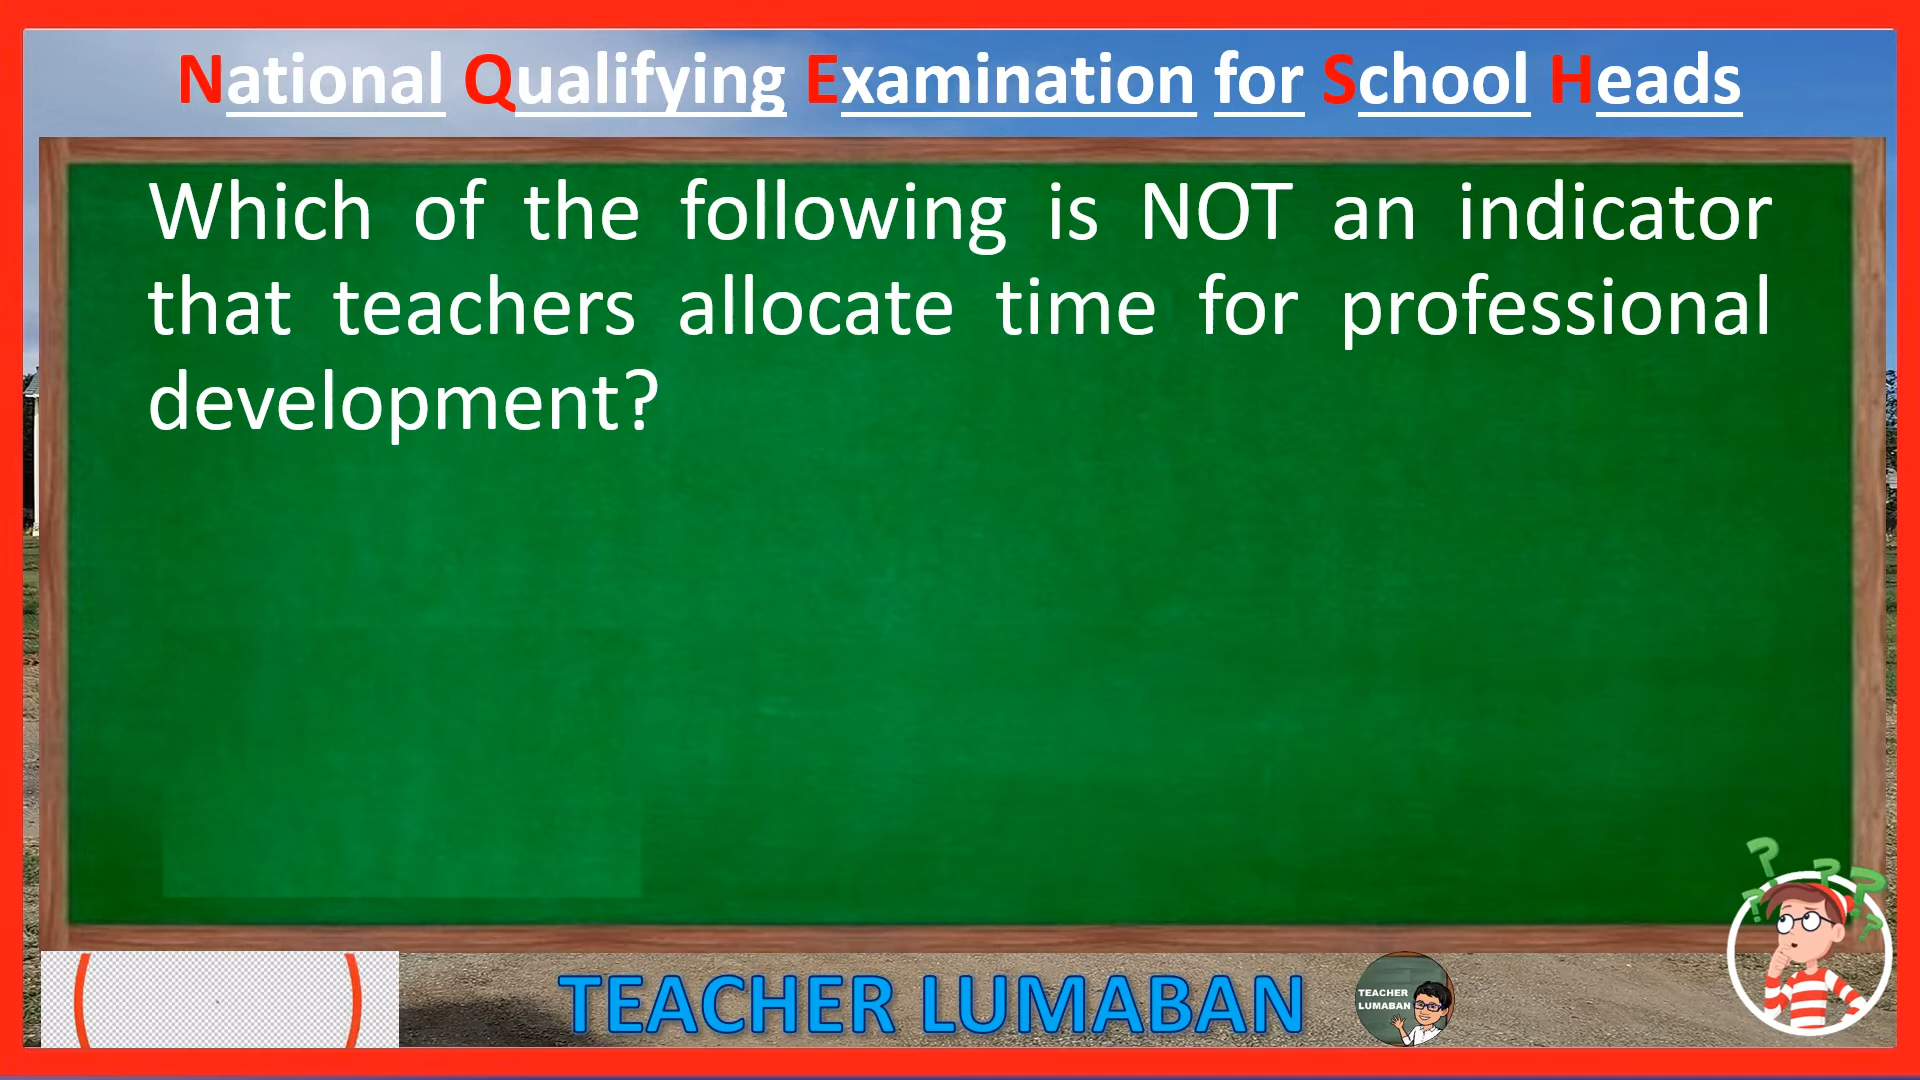 National Qualifying Examination for School Heads
Which of the following is NOT an indicator
that teachers allocate time for professional
development?
TEACHER LUMABAN
TEACHER
LUMABAN